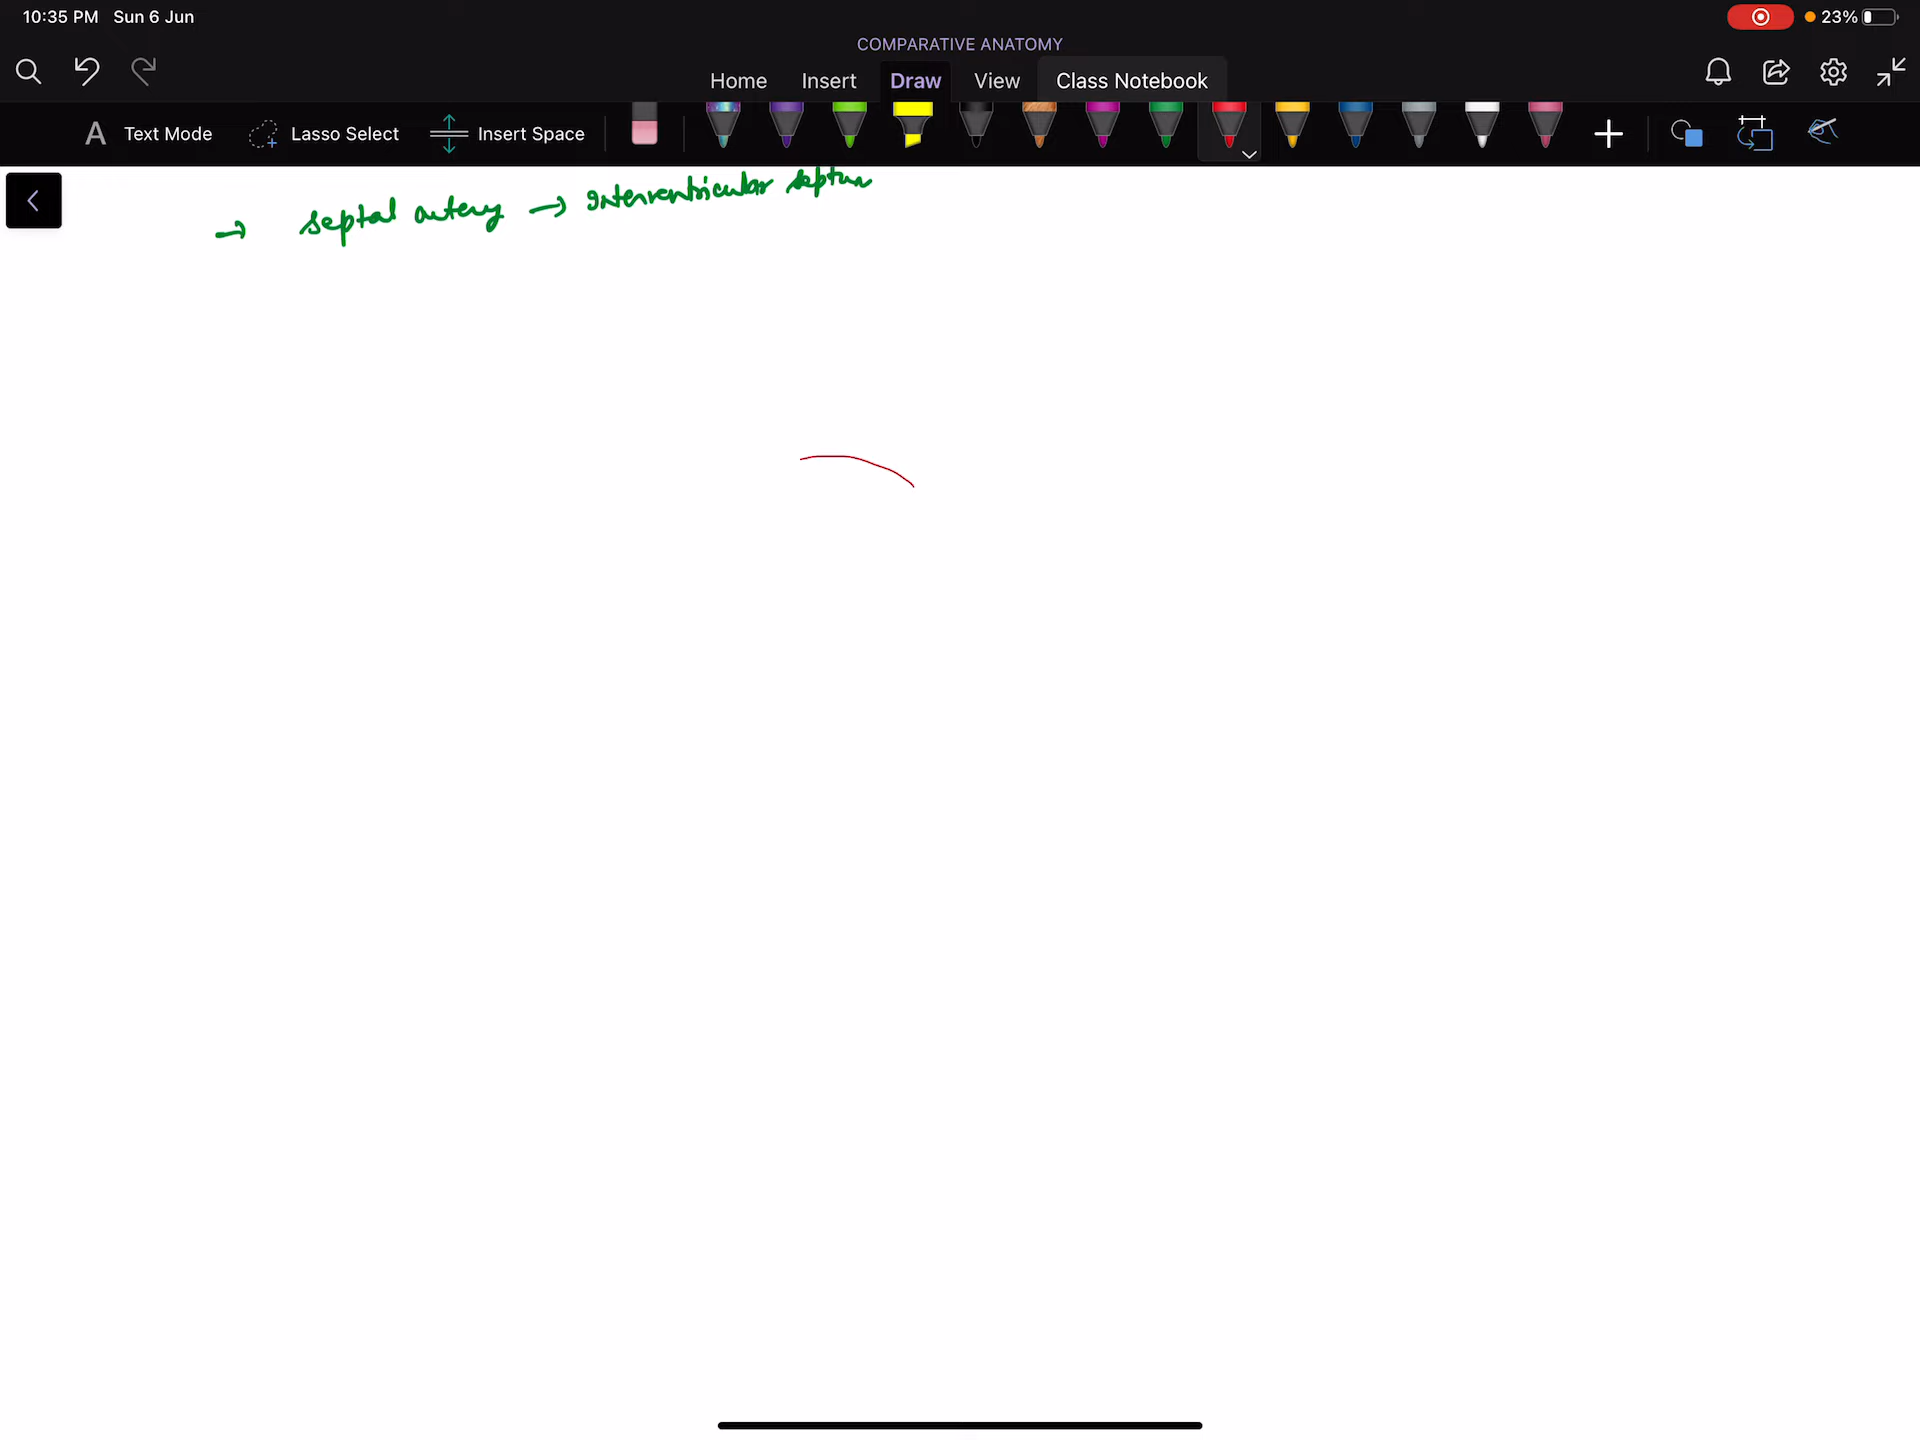 10:35 PM Sun 6 Jun
23%
COMPARATIVE ANATOMY
Home Insert Draw View Class Notebook
A Text Mode Lasso Select Insert Space
→ septal artery → Interventricular septum